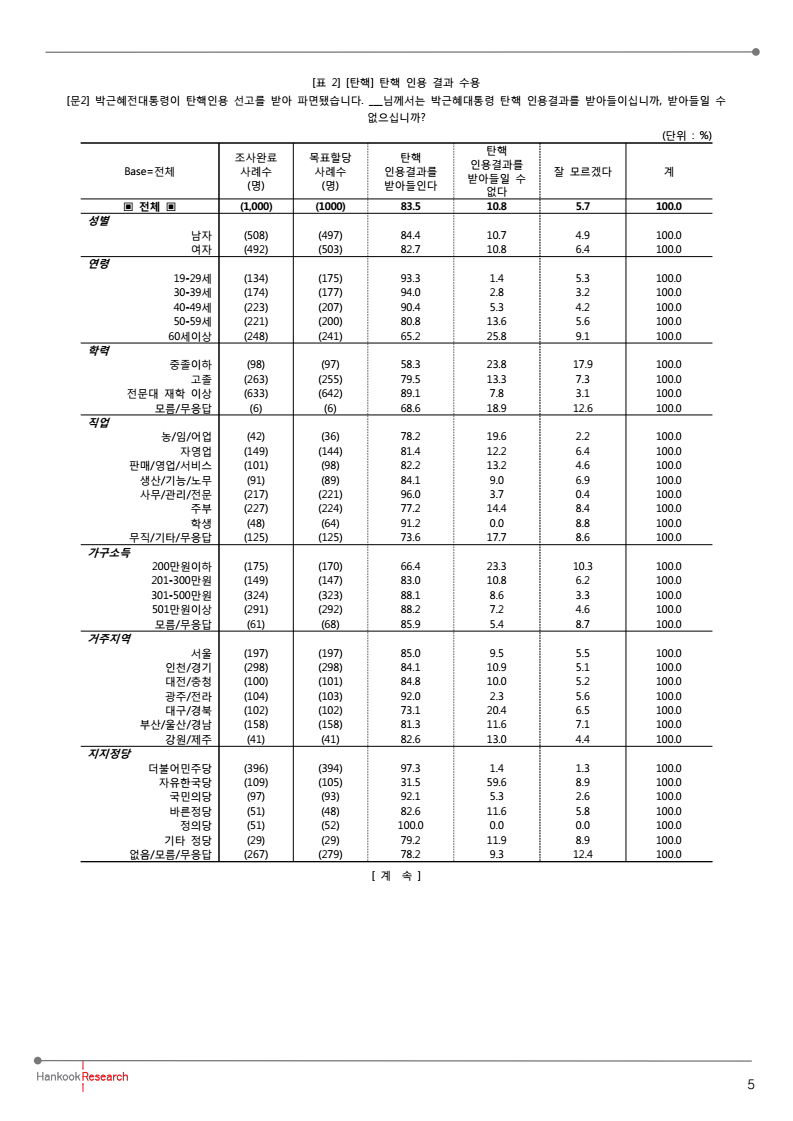 [표 2] [탄핵] 탄핵 인용 결과 수용
[문2] 박근혜전대통령이 탄핵인용 선고를 받아 파면됐습니다. ___님께서는 박근혜대통령 탄핵 인용결과를 받아들이십니까, 받아들일 수
없으십니까?
(단위 : %)
Base=전체 조사완료 사례수 (명) 목표할당 사례수 (명) 탄핵 인용결과를 받아들인다 탄핵 인용결과를 받아들일 수 없다 잘 모르겠다 계
▣ 전체 ▣ (1,000) (1000) 83.5 10.8 5.7 100.0
성별
남자 (508) (497) 84.4 10.7 4.9 100.0
여자 (492) (503) 82.7 10.8 6.4 100.0
연령
19-29세 (134) (175) 93.3 1.4 5.3 100.0
30-39세 (174) (177) 94.0 2.8 3.2 100.0
40-49세 (223) (207) 90.4 5.3 4.2 100.0
50-59세 (221) (200) 80.8 13.6 5.6 100.0
60세이상 (248) (241) 65.2 25.8 9.1 100.0
학력
중졸이하 (98) (97) 58.3 23.8 17.9 100.0
고졸 (263) (255) 79.5 13.3 7.3 100.0
전문대 재학 이상 (633) (642) 89.1 7.8 3.1 100.0
모름/무응답 (6) (6) 68.6 18.9 12.6 100.0
직업
농/임/어업 (42) (36) 78.2 19.6 2.2 100.0
자영업 (149) (144) 81.4 12.2 6.4 100.0
판매/영업/서비스 (101) (98) 82.2 13.2 4.6 100.0
생산/기능/노무 (91) (89) 84.1 9.0 6.9 100.0
사무/관리/전문 (217) (221) 96.0 3.7 0.4 100.0
주부 (227) (224) 77.2 14.4 8.4 100.0
학생 (48) (64) 91.2 0.0 8.8 100.0
무직/기타/무응답 (125) (125) 73.6 17.7 8.6 100.0
가구소득
200만원이하 (175) (170) 66.4 23.3 10.3 100.0
201-300만원 (149) (147) 83.0 10.8 6.2 100.0
301-500만원 (324) (323) 88.1 8.6 3.3 100.0
501만원이상 (291) (292) 88.2 7.2 4.6 100.0
모름/무응답 (61) (68) 85.9 5.4 8.7 100.0
거주지역
서울 (197) (197) 85.0 9.5 5.5 100.0
인천/경기 (298) (298) 84.1 10.9 5.1 100.0
대전/충청 (100) (101) 84.8 10.0 5.2 100.0
광주/전라 (104) (103) 92.0 2.3 5.6 100.0
대구/경북 (102) (102) 73.1 20.4 6.5 100.0
부산/울산/경남 (158) (158) 81.3 11.6 7.1 100.0
강원/제주 (41) (41) 82.6 13.0 4.4 100.0
지지정당
더불어민주당 (396) (394) 97.3 1.4 1.3 100.0
자유한국당 (109) (105) 31.5 59.6 8.9 100.0
국민의당 (97) (93) 92.1 5.3 2.6 100.0
바른정당 (51) (48) 82.6 11.6 5.8 100.0
정의당 (51) (52) 100.0 0.0 0.0 100.0
기타 정당 (29) (29) 79.2 11.9 8.9 100.0
없음/모름/무응답 (267) (279) 78.2 9.3 12.4 100.0
[ 계 속 ]
Hankook Research
5